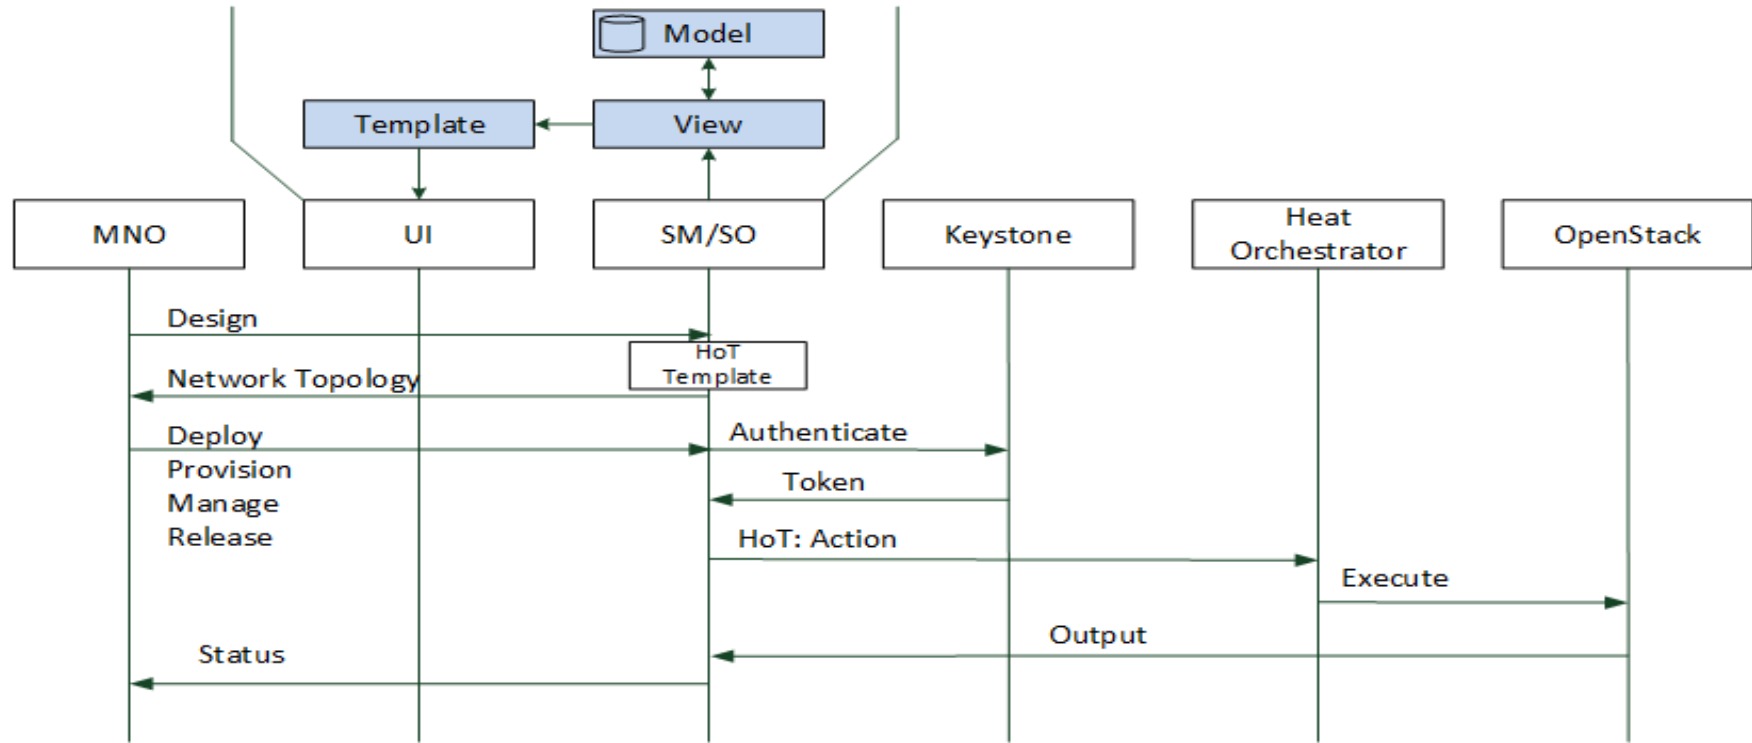 Model
Template
View
MNO
UI
SM/SO
Keystone
Heat
Orchestrator
OpenStack
Design
HoT
Template
Network Topology
Deploy
Authenticate
Provision
Token
Manage
Release
HoT: Action
Execute
Output
Status